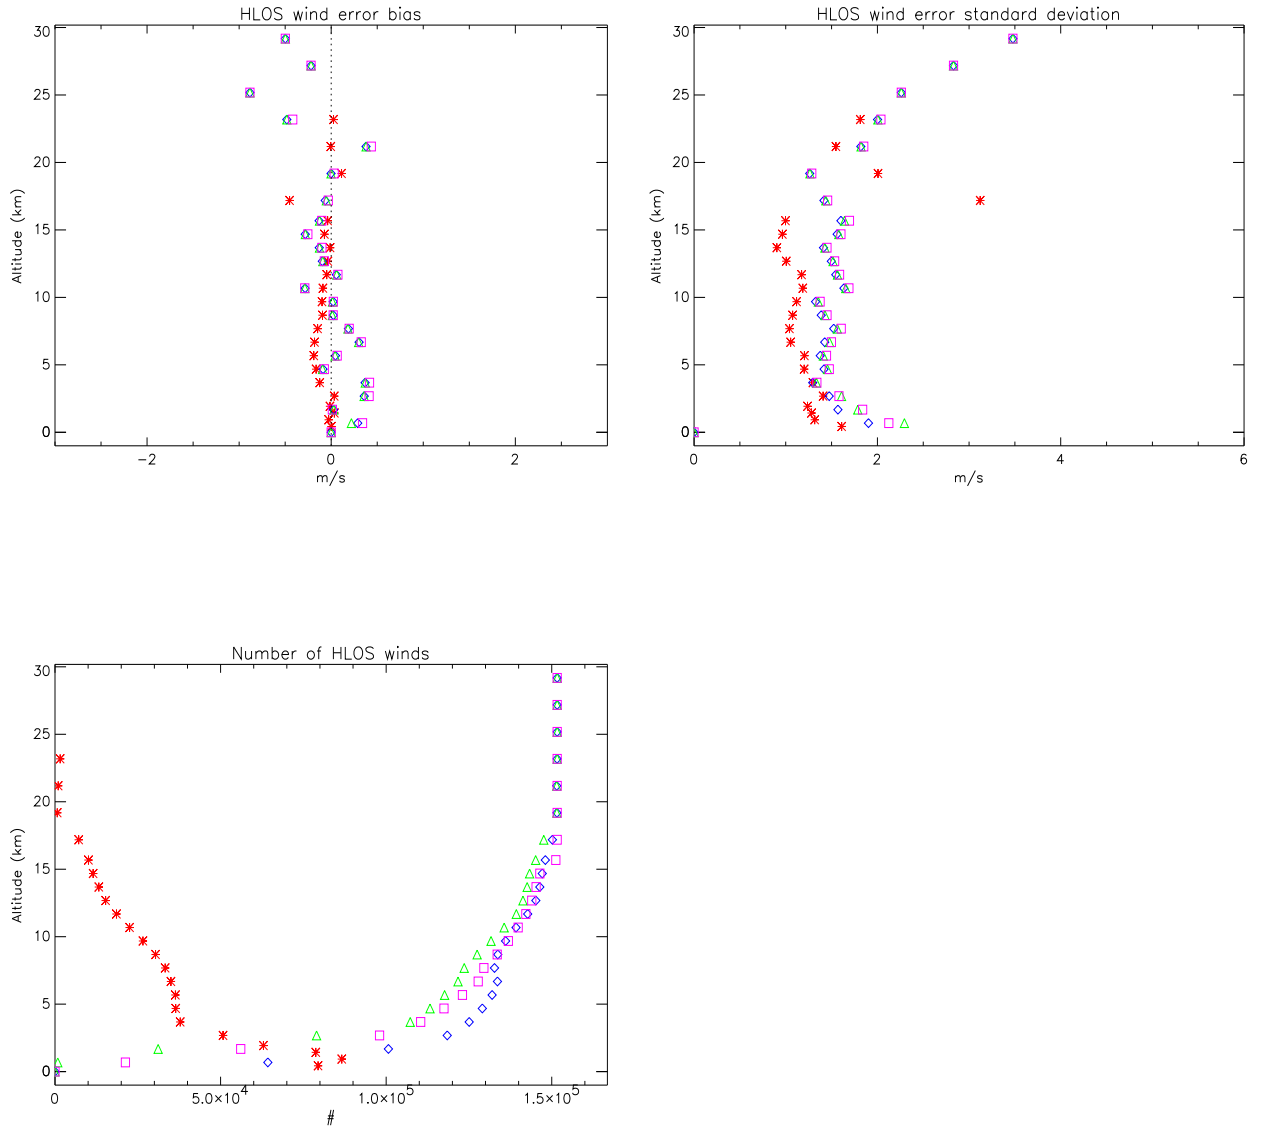 HLOS wind error bias
30
25
20
15
10
5
0
Altitude (km)
-2 0 2
m/s
HLOS wind error standard deviation
30
25
20
15
10
5
0
Altitude (km)
0 2 4 6
m/s
Number of HLOS winds
30
25
20
15
10
5
0
Altitude (km)
0 5.0×10⁴ 1.0×10⁵ 1.5×10⁵
#